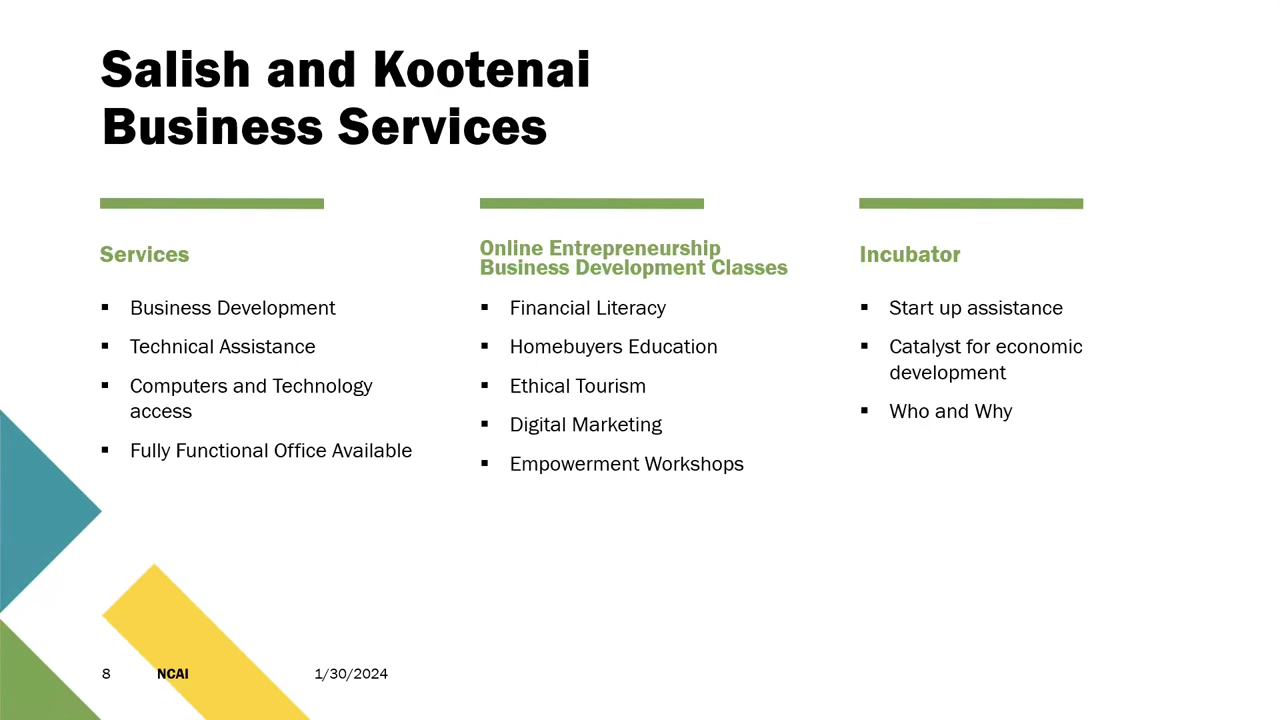 Salish and Kootenai
Business Services
Services
▪ Business Development
▪ Technical Assistance
▪ Computers and Technology
access
▪ Fully Functional Office Available
Online Entrepreneurship
Business Development Classes
▪ Financial Literacy
▪ Homebuyers Education
▪ Ethical Tourism
▪ Digital Marketing
▪ Empowerment Workshops
Incubator
▪ Start up assistance
▪ Catalyst for economic
development
▪ Who and Why
8 NCAI 1/30/2024